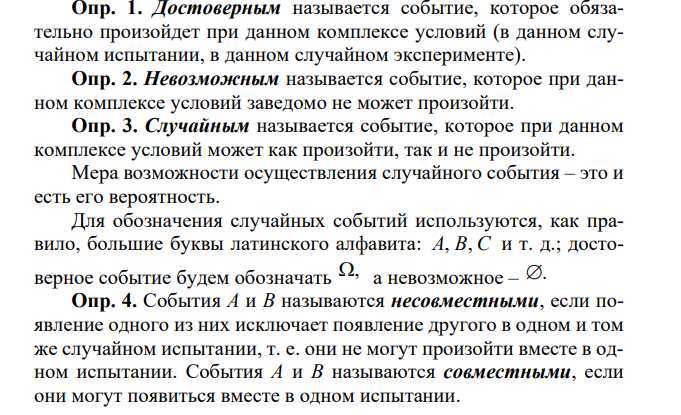 Опр. 1. Достоверным называется событие, которое обяза-
тельно произойдет при данном комплексе условий (в данном слу-
чайном испытании, в данном случайном эксперименте).
Опр. 2. Невозможным называется событие, которое при дан-
ном комплексе условий заведомо не может произойти.
Опр. 3. Случайным называется событие, которое при данном
комплексе условий может как произойти, так и не произойти.
Мера возможности осуществления случайного события – это и
есть его вероятность.
Для обозначения случайных событий используются, как пра-
вило, большие буквы латинского алфавита: A, B, C и т. д.; досто-
верное событие будем обозначать Ω, а невозможное – ∅.
Опр. 4. События A и B называются несовместными, если по-
явление одного из них исключает появление другого в одном и том
же случайном испытании, т. е. они не могут произойти вместе в од-
ном испытании. События A и B называются совместными, если
они могут появиться вместе в одном испытании.